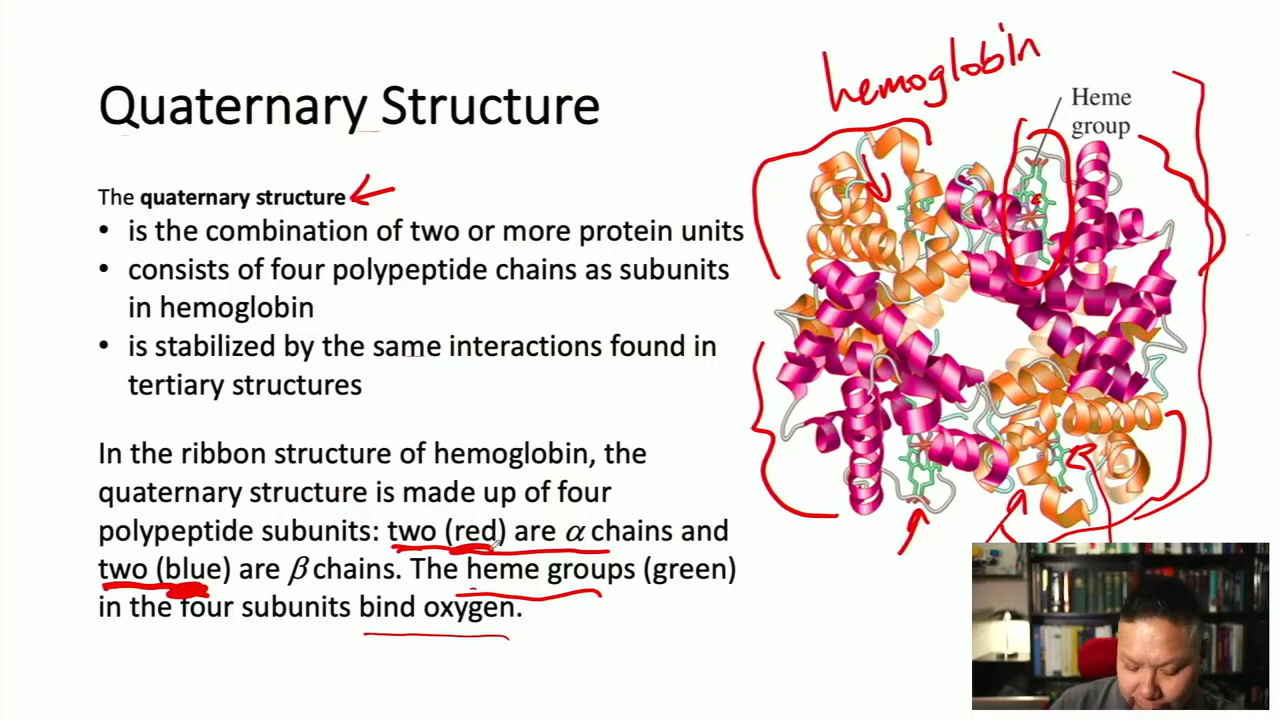 Quaternary Structure
hemoglobin
Heme
group
The quaternary structure
• is the combination of two or more protein units
• consists of four polypeptide chains as subunits
in hemoglobin
• is stabilized by the same interactions found in
tertiary structures
In the ribbon structure of hemoglobin, the
quaternary structure is made up of four
polypeptide subunits: two (red) are α chains and
two (blue) are β chains. The heme groups (green)
in the four subunits bind oxygen.